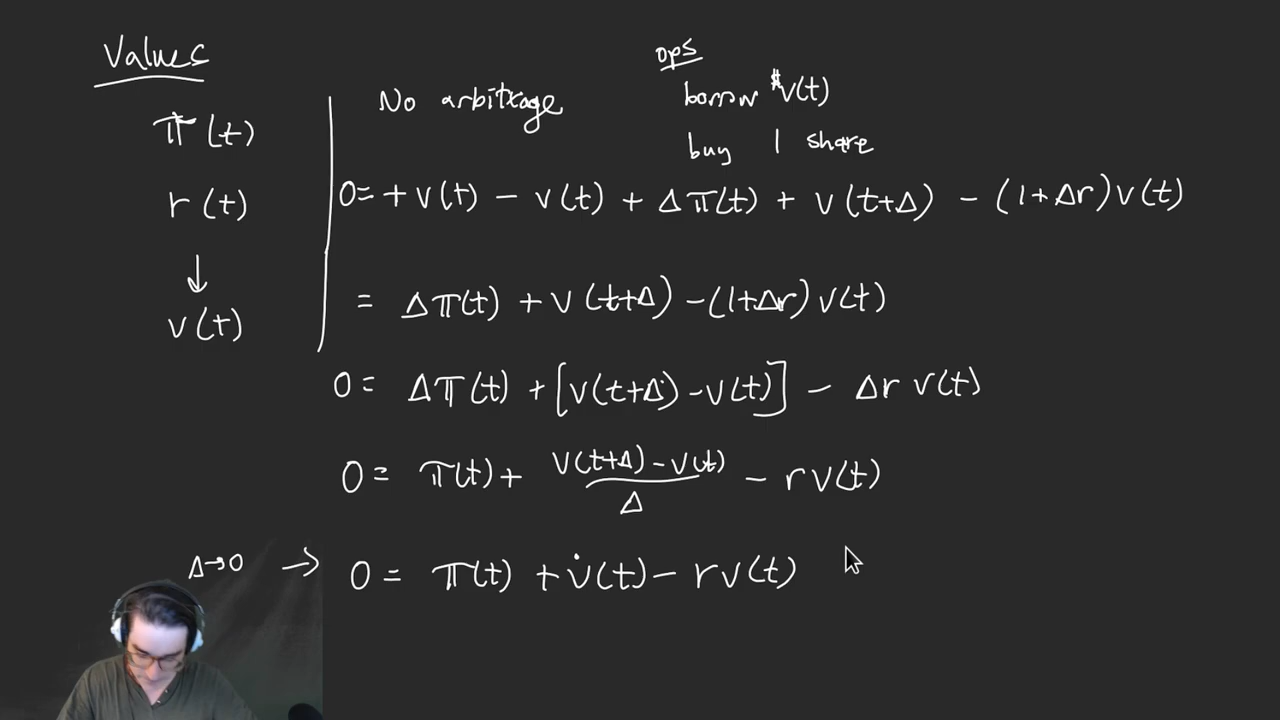 Values
π(t)
r(t)
↓
v(t)
No arbitrage
ops
borrow $v(t)
buy 1 share
0= +v(t) - v(t) + Δπ(t) + v(t+Δ) - (1+Δr)v(t)
= Δπ(t) + v(t+Δ) -(1+Δr)v(t)
0= Δπ(t) +[v(t+Δ) -v(t)] - Δr v(t)
0= π(t)+ (v(t+Δ) -v(t))/Δ - rv(t)
Δ→0 → 0= π(t) + v̇(t) - rv(t)